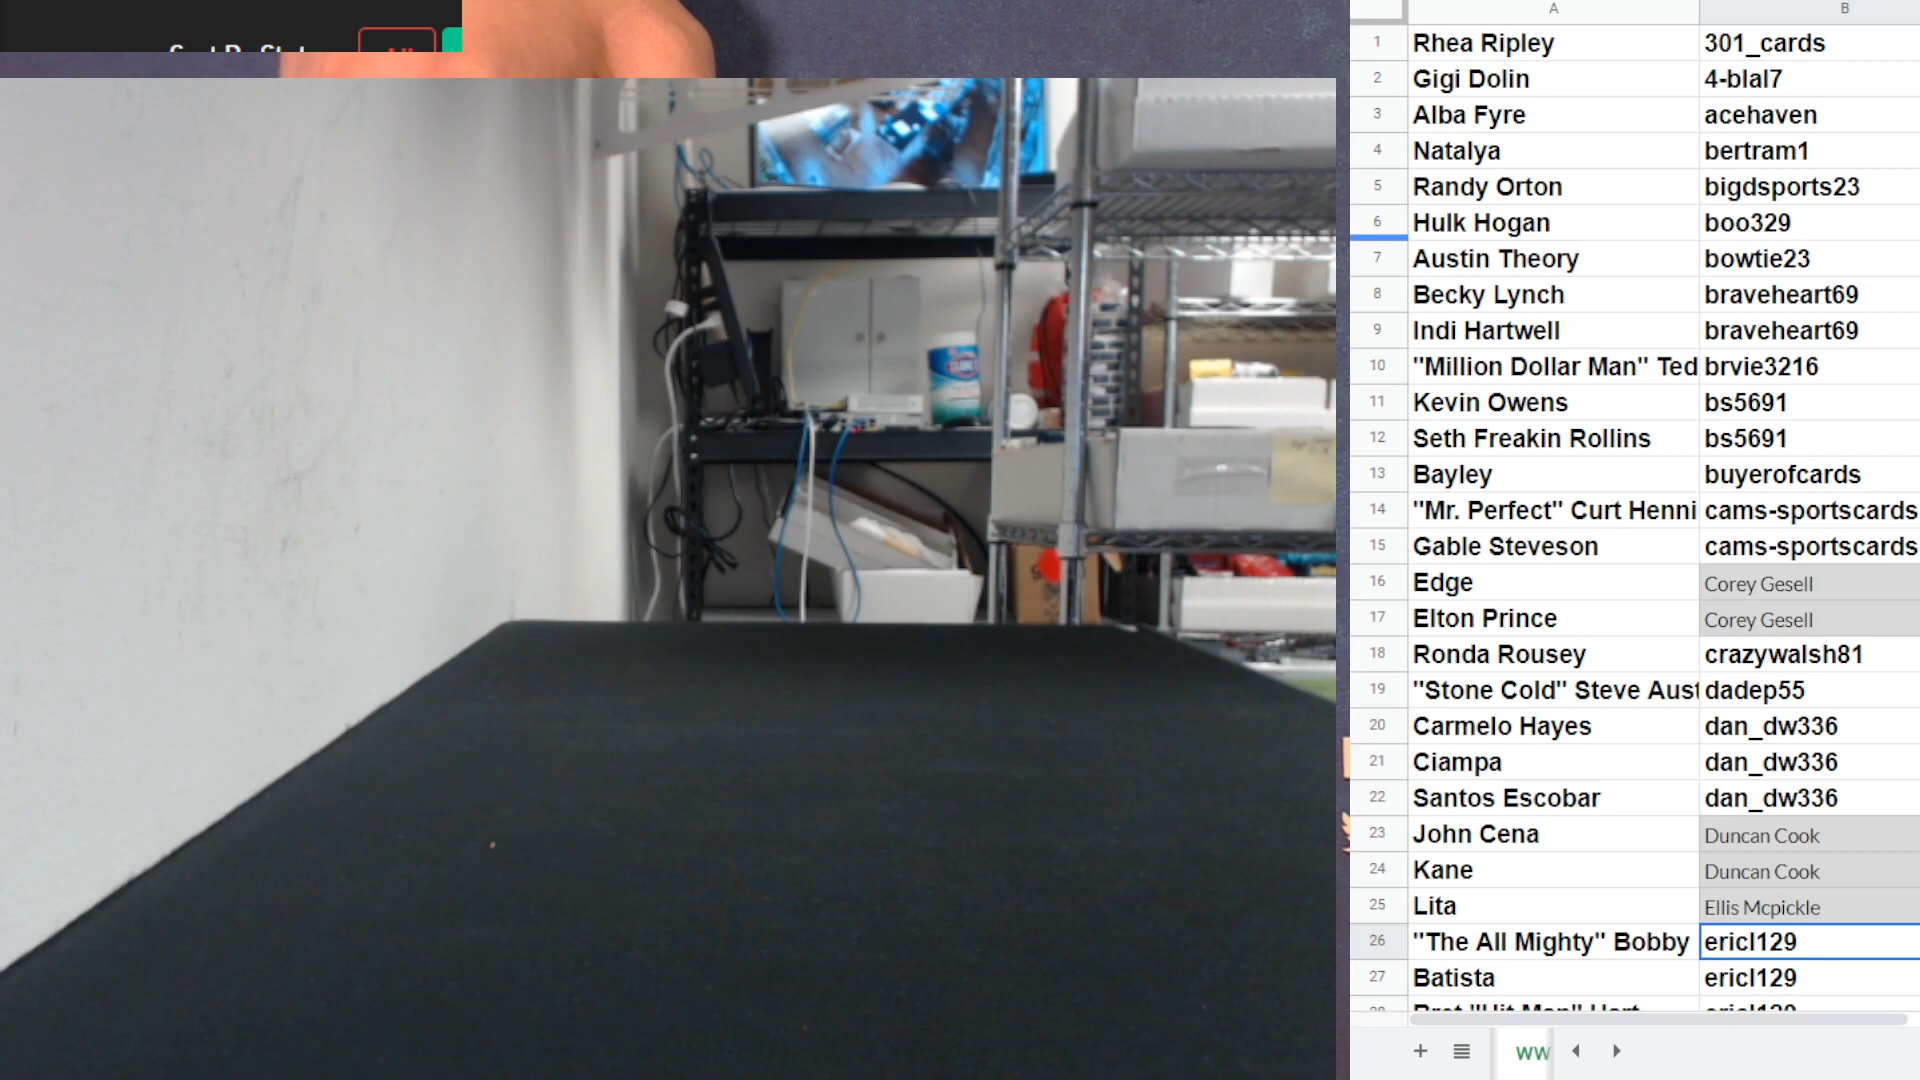 A B
1 Rhea Ripley 301_cards
2 Gigi Dolin 4-blal7
3 Alba Fyre acehaven
4 Natalya bertram1
5 Randy Orton bigdsports23
6 Hulk Hogan boo329
7 Austin Theory bowtie23
8 Becky Lynch braveheart69
9 Indi Hartwell braveheart69
10 "Million Dollar Man" Ted brvie3216
11 Kevin Owens bs5691
12 Seth Freakin Rollins bs5691
13 Bayley buyerofcards
14 "Mr. Perfect" Curt Henni cams-sportscards
15 Gable Steveson cams-sportscards
16 Edge Corey Gesell
17 Elton Prince Corey Gesell
18 Ronda Rousey crazywalsh81
19 "Stone Cold" Steve Aust dadep55
20 Carmelo Hayes dan_dw336
21 Ciampa dan_dw336
22 Santos Escobar dan_dw336
23 John Cena Duncan Cook
24 Kane Duncan Cook
25 Lita Ellis Mcpickle
26 "The All Mighty" Bobby ericl129
27 Batista ericl129
28 Bret "Hit Man" Hart ericl129
WW